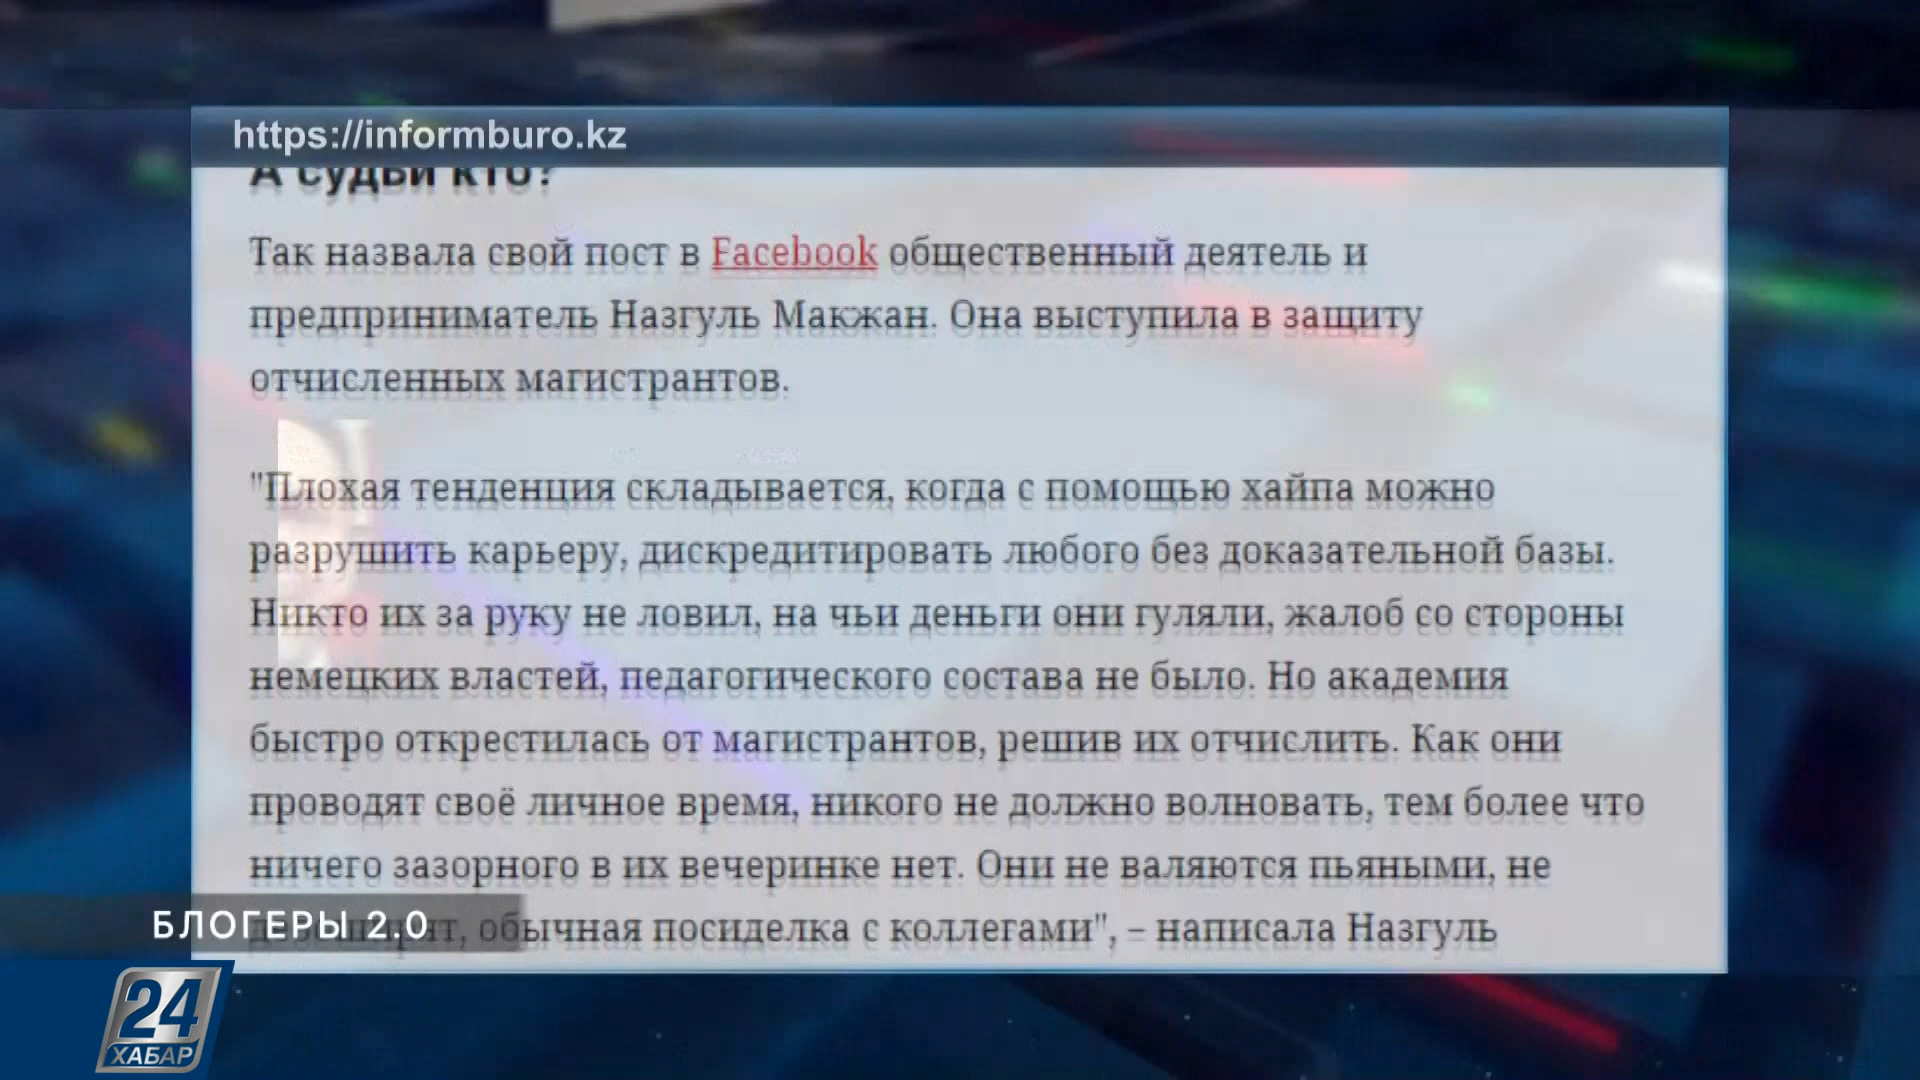 https://informburo.kz
А судьи кто?
Так назвала свой пост в Facebook общественный деятель и
предприниматель Назгуль Макжан. Она выступила в защиту
отчисленных магистрантов.
"Плохая тенденция складывается, когда с помощью хайпа можно
разрушить карьеру, дискредитировать любого без доказательной базы.
Никто их за руку не ловил, на чьи деньги они гуляли, жалоб со стороны
немецких властей, педагогического состава не было. Но академия
быстро открестилась от магистрантов, решив их отчислить. Как они
проводят своё личное время, никого не должно волновать, тем более что
ничего зазорного в их вечеринке нет. Они не валяются пьяными, не
обычная посиделка с коллегами", – написала Назгуль
БЛОГЕРЫ 2.0
24
ХАБАР